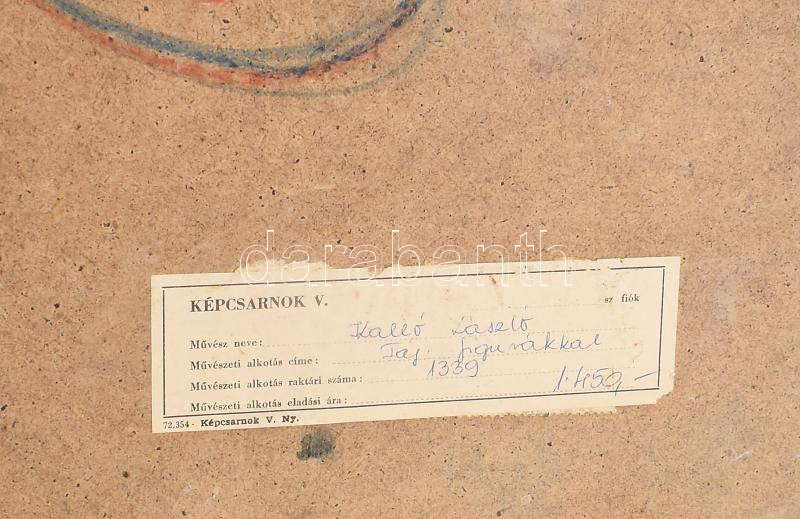 darabanth
KÉPCSARNOK V. sz fiók
Művész neve: Kalló László
Művészeti alkotás címe: Táj figurákkal
Művészeti alkotás raktári száma: 1339
Művészeti alkotás eladási ára: 1.450,-
72,354 - Képcsarnok V. Ny.